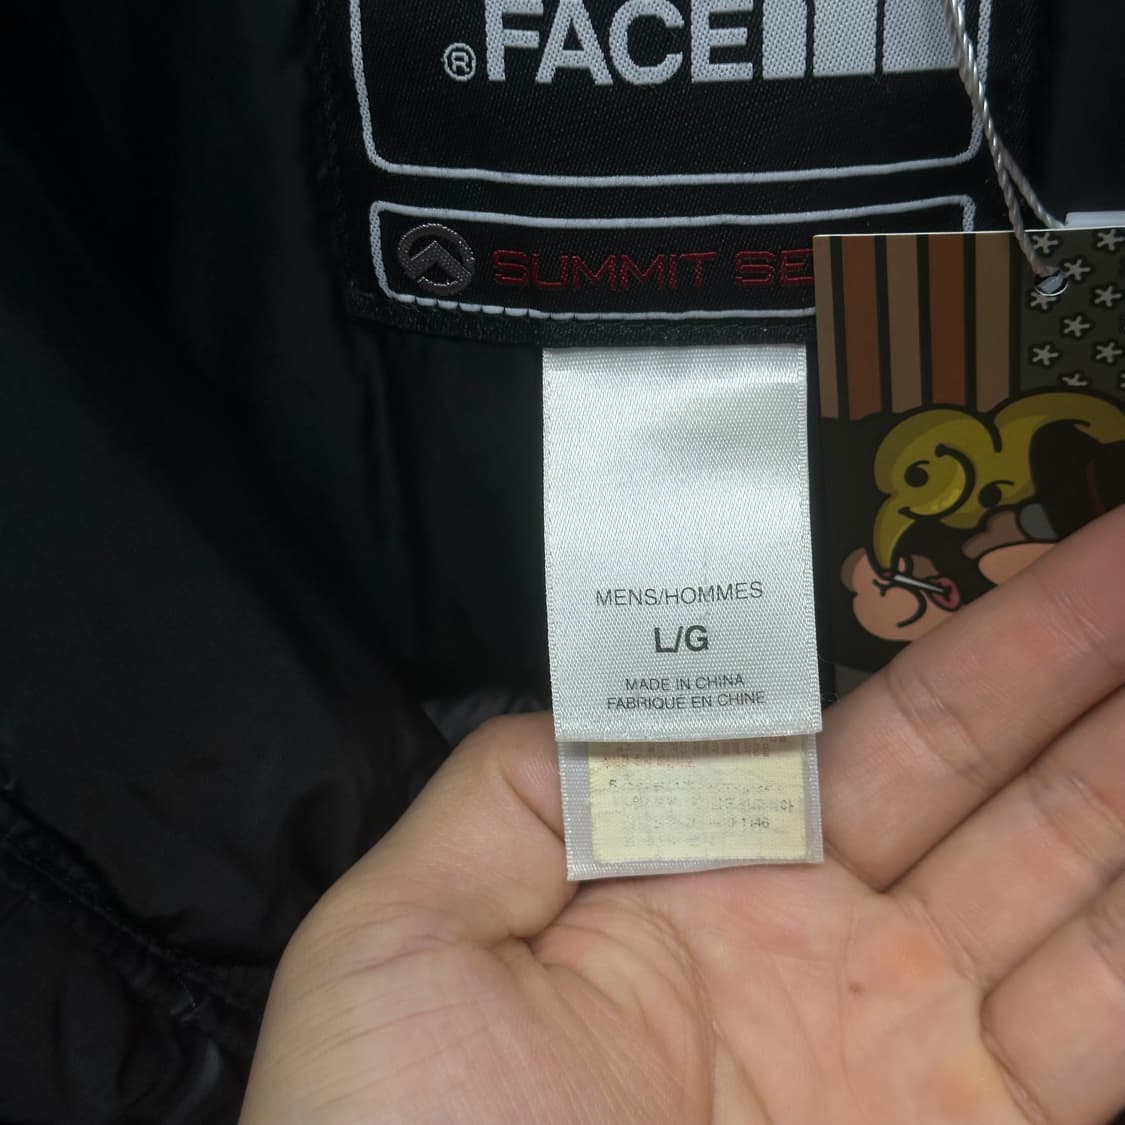 ® FACE
SUMMIT SE
MENS/HOMMES
L/G
MADE IN CHINA
FABRIQUÉ EN CHINE